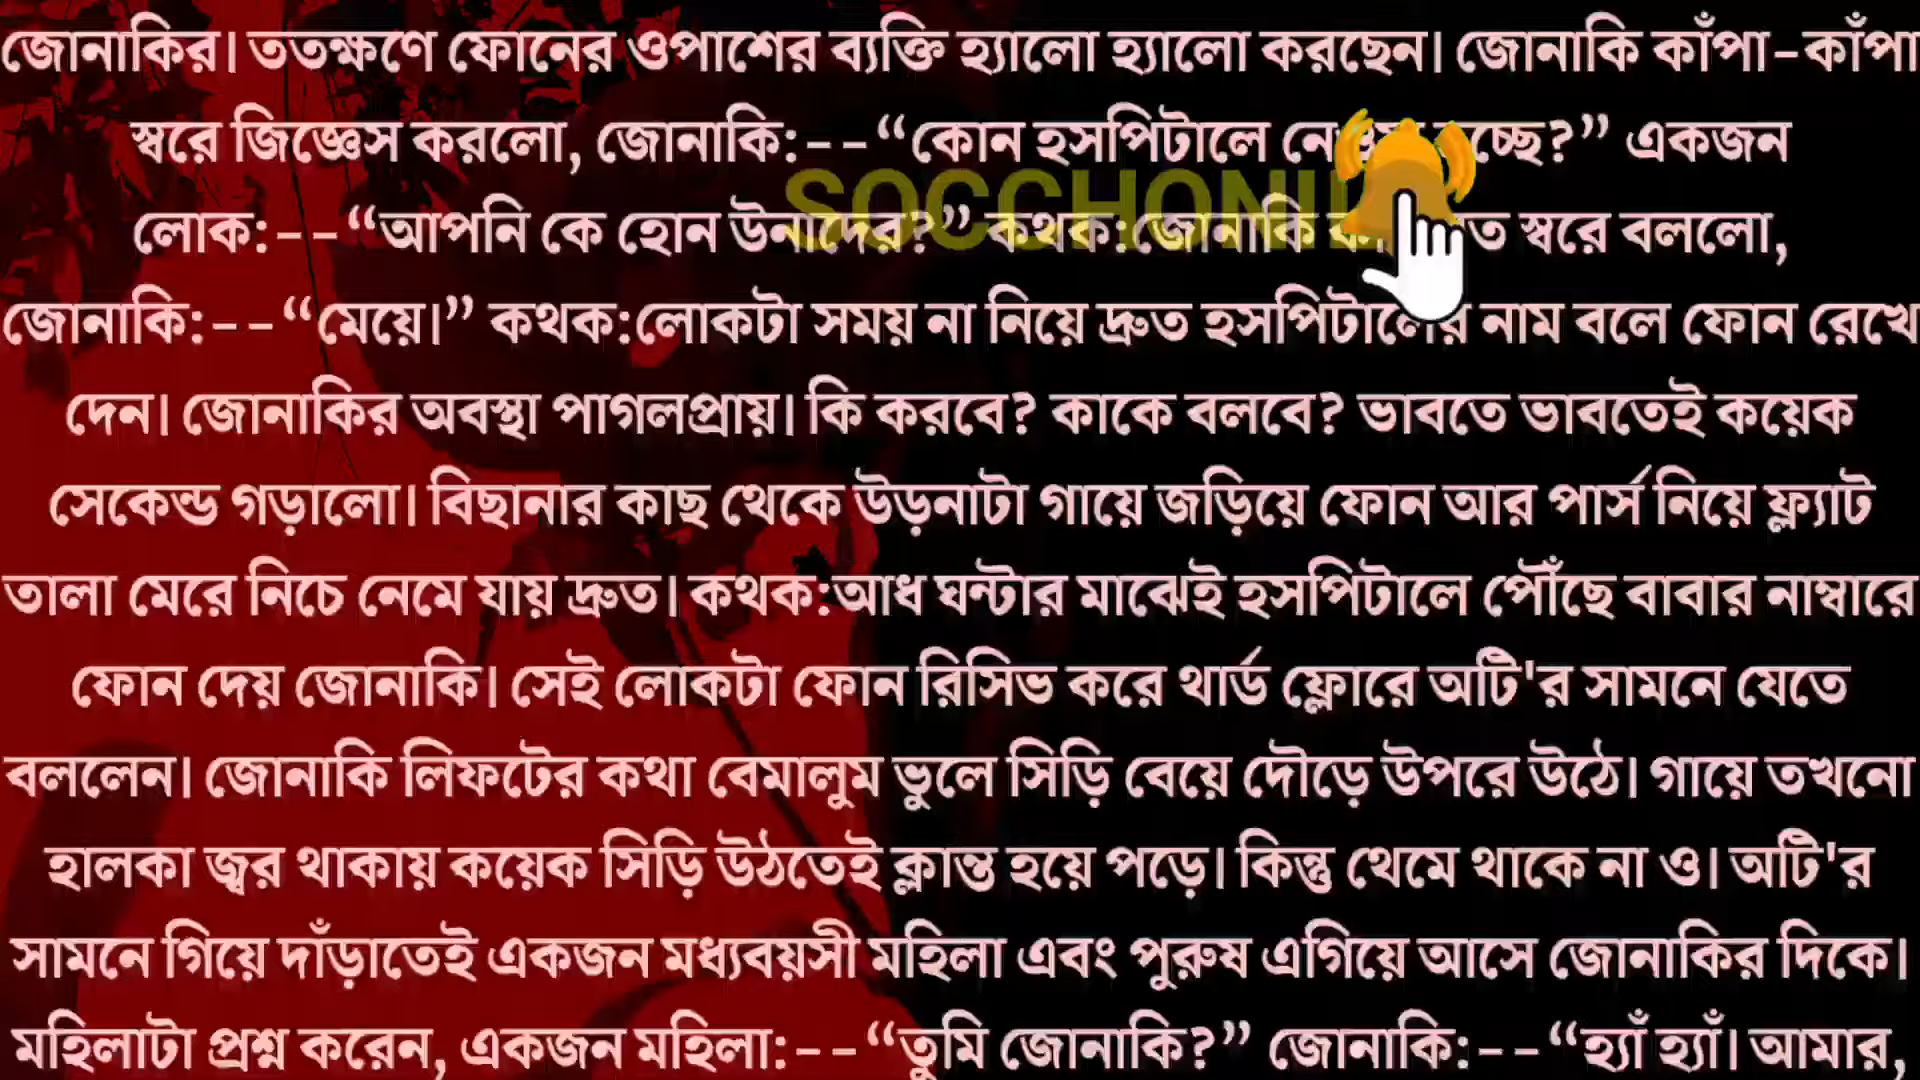 জোনাকির। ততক্ষণে ফোনের ওপাশের ব্যক্তি হ্যালো হ্যালো করছেন। জোনাকি কাঁপা-কাঁপা
স্বরে জিজ্ঞেস করলো, জোনাকি:--“কোন হসপিটালে ?” একজন
SOCCHONIL
লোক:--“আপনি কে হোন উনাদের?” কথক:জোনাকি স্বরে বললো,
জোনাকি:--“মেয়ে।” কথক:লোকটা সময় না নিয়ে দ্রুত হসপিটালের নাম বলে ফোন রেখে
দেন। জোনাকির অবস্থা পাগলপ্রায়। কি করবে? কাকে বলবে? ভাবতে ভাবতেই কয়েক
সেকেন্ড গড়ালো। বিছানার কাছ থেকে উড়নাটা গায়ে জড়িয়ে ফোন আর পার্স নিয়ে ফ্ল্যাট
তালা মেরে নিচে নেমে যায় দ্রুত। কথক:আধ ঘন্টার মাঝেই হসপিটালে পৌঁছে বাবার নাম্বারে
ফোন দেয় জোনাকি। সেই লোকটা ফোন রিসিভ করে থার্ড ফ্লোরে অটি'র সামনে যেতে
বললেন। জোনাকি লিফটের কথা বেমালুম ভুলে সিড়ি বেয়ে দৌড়ে উপরে উঠে। গায়ে তখনো
হালকা জ্বর থাকায় কয়েক সিড়ি উঠতেই ক্লান্ত হয়ে পড়ে। কিন্তু থেমে থাকে না ও। অটি'র
সামনে গিয়ে দাঁড়াতেই একজন মধ্যবয়সী মহিলা এবং পুরুষ এগিয়ে আসে জোনাকির দিকে।
মহিলাটা প্রশ্ন করেন, একজন মহিলা:--“তুমি জোনাকি?” জোনাকি:--“হ্যাঁ হ্যাঁ। আমার,